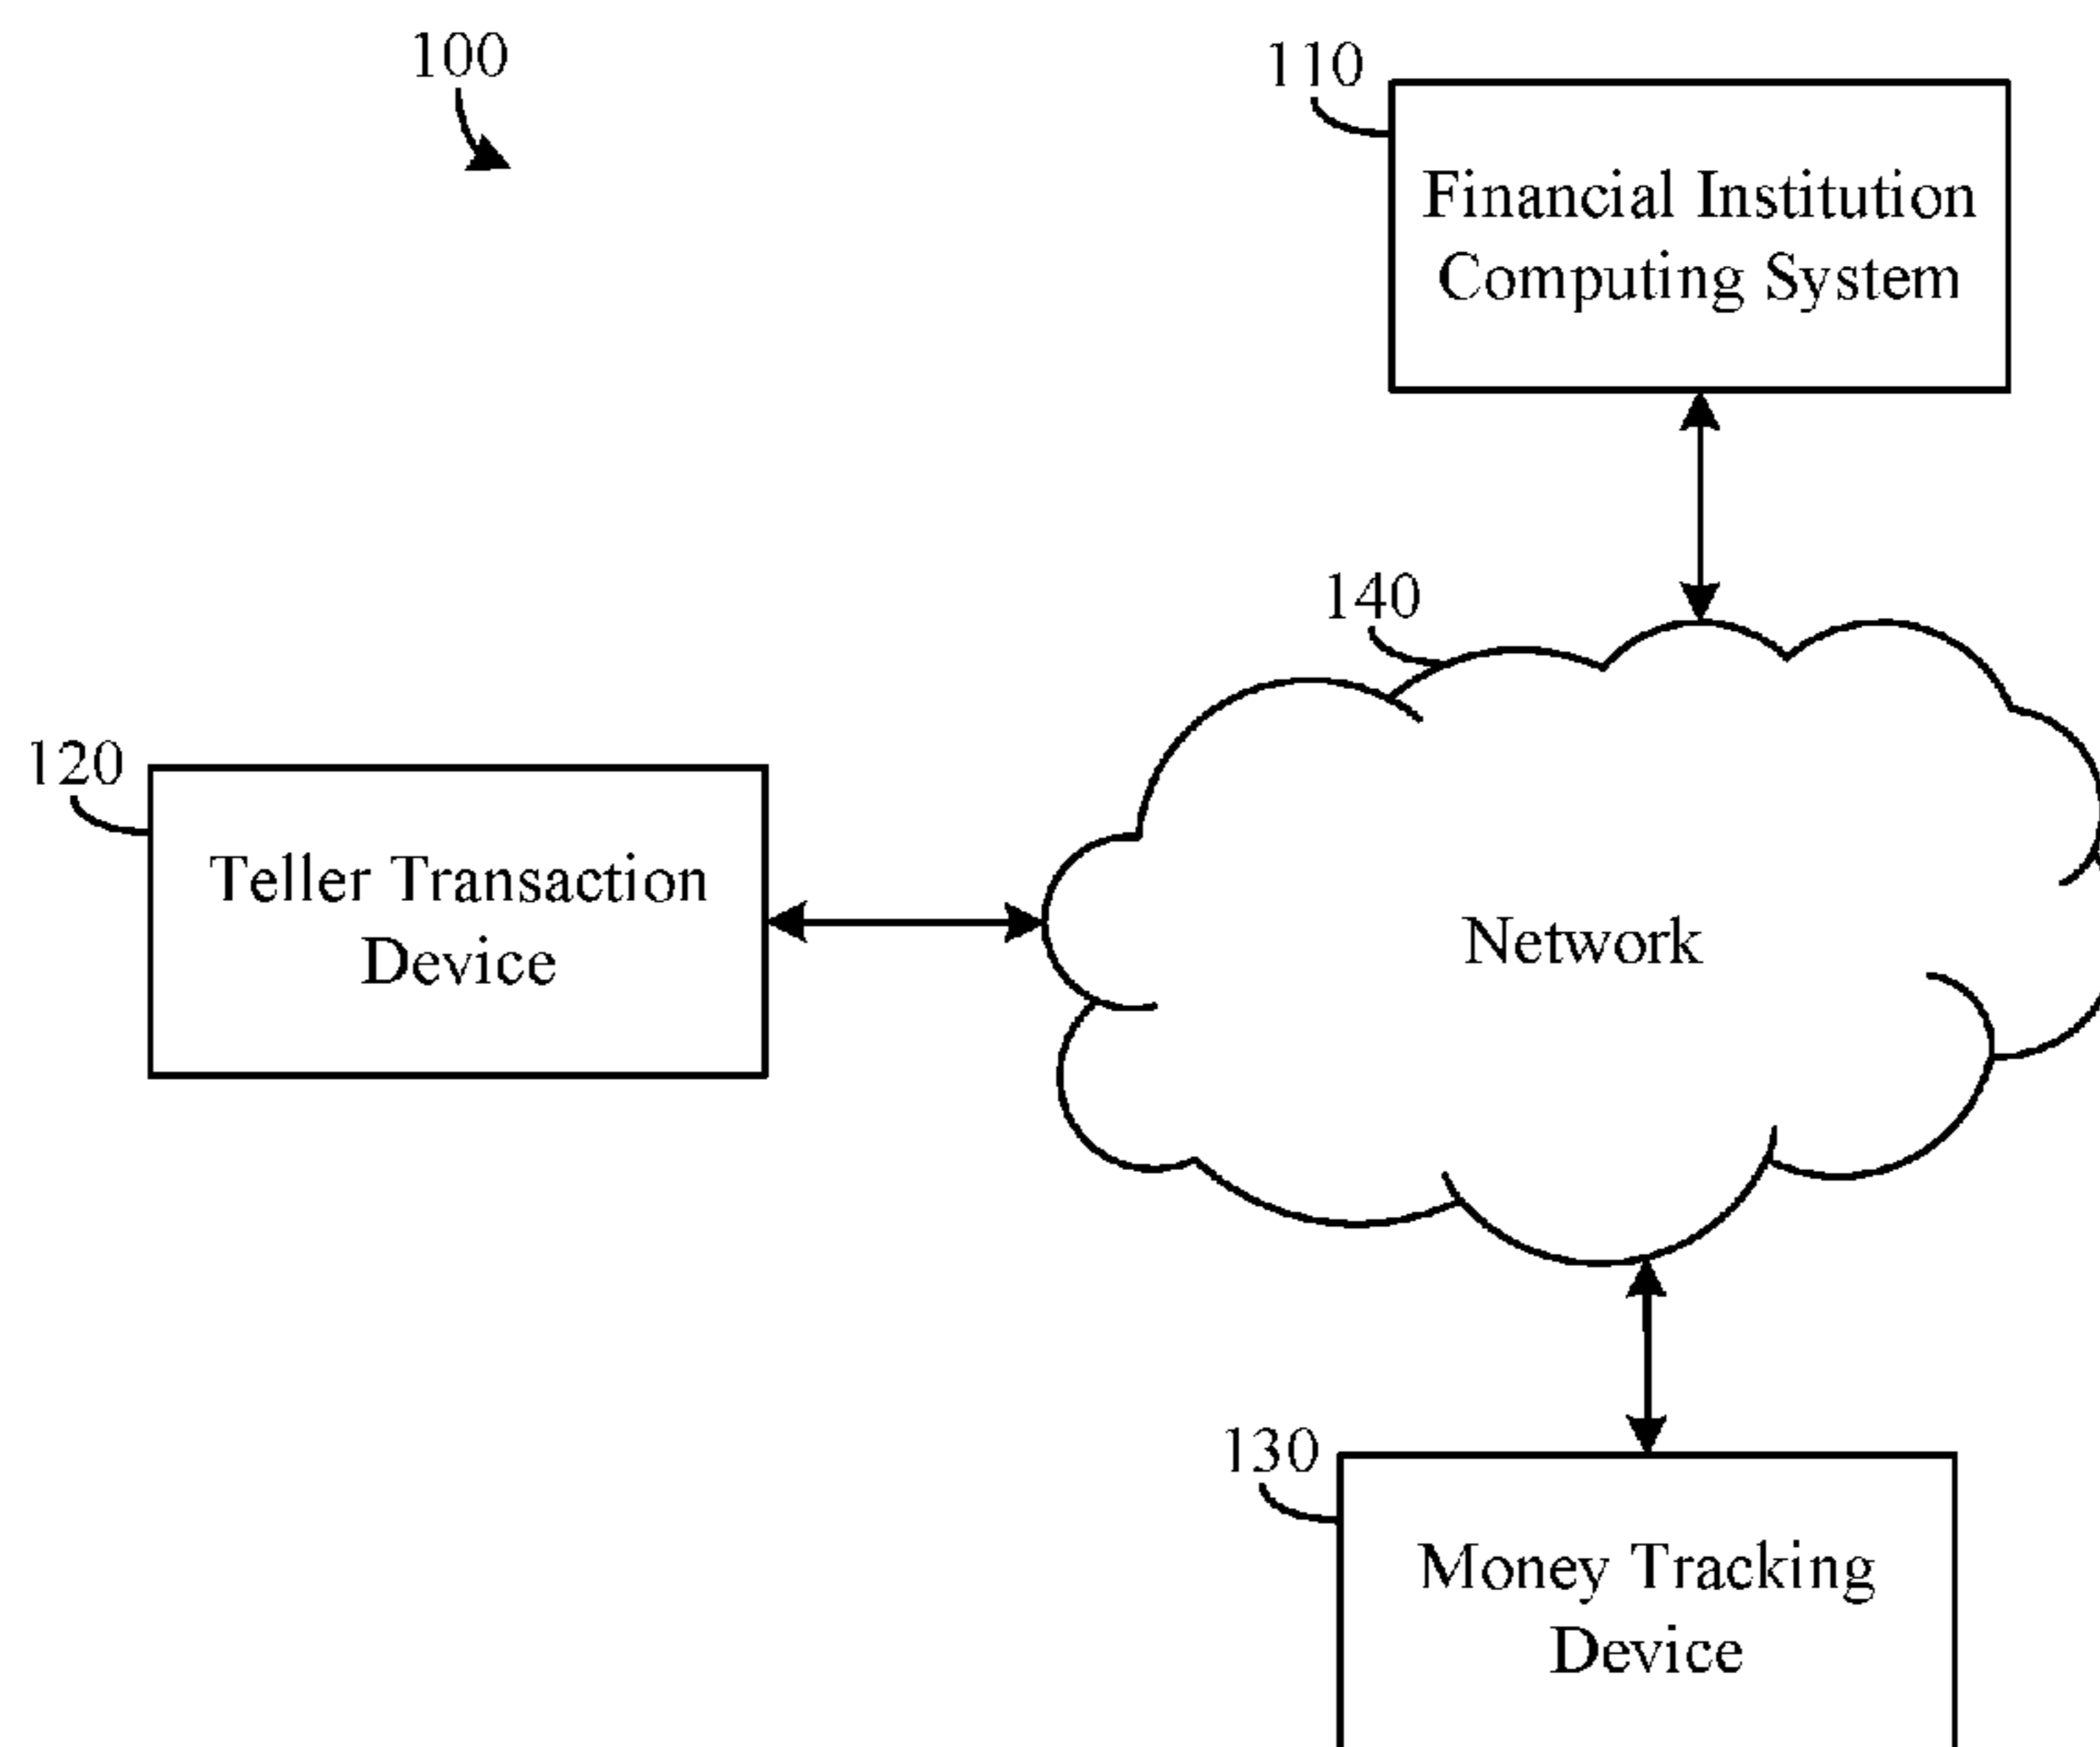 100
110
Financial Institution
Computing System
140
120
Teller Transaction
Device
Network
130
Money Tracking
Device